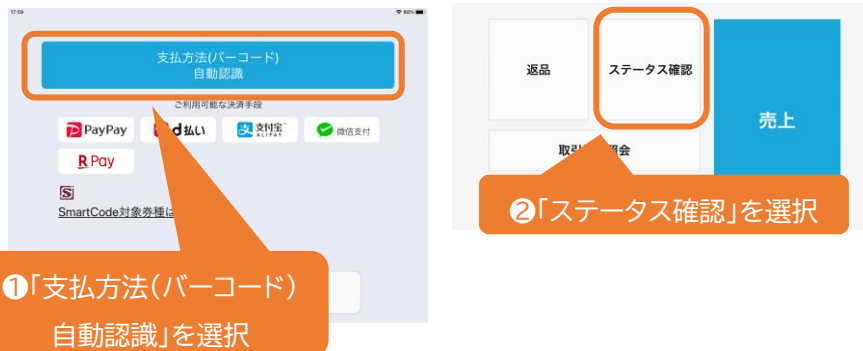 17:59
88%
支払方法(バーコード)
自動認識
ご利用可能な決済手段
PayPay
d払い
支付宝
ALIPAY
微信支付
R Pay
S
SmartCode対象券種は
❶「支払方法(バーコード)
自動認識」を選択
返品
ステータス確認
売上
取引
会
❷「ステータス確認」を選択